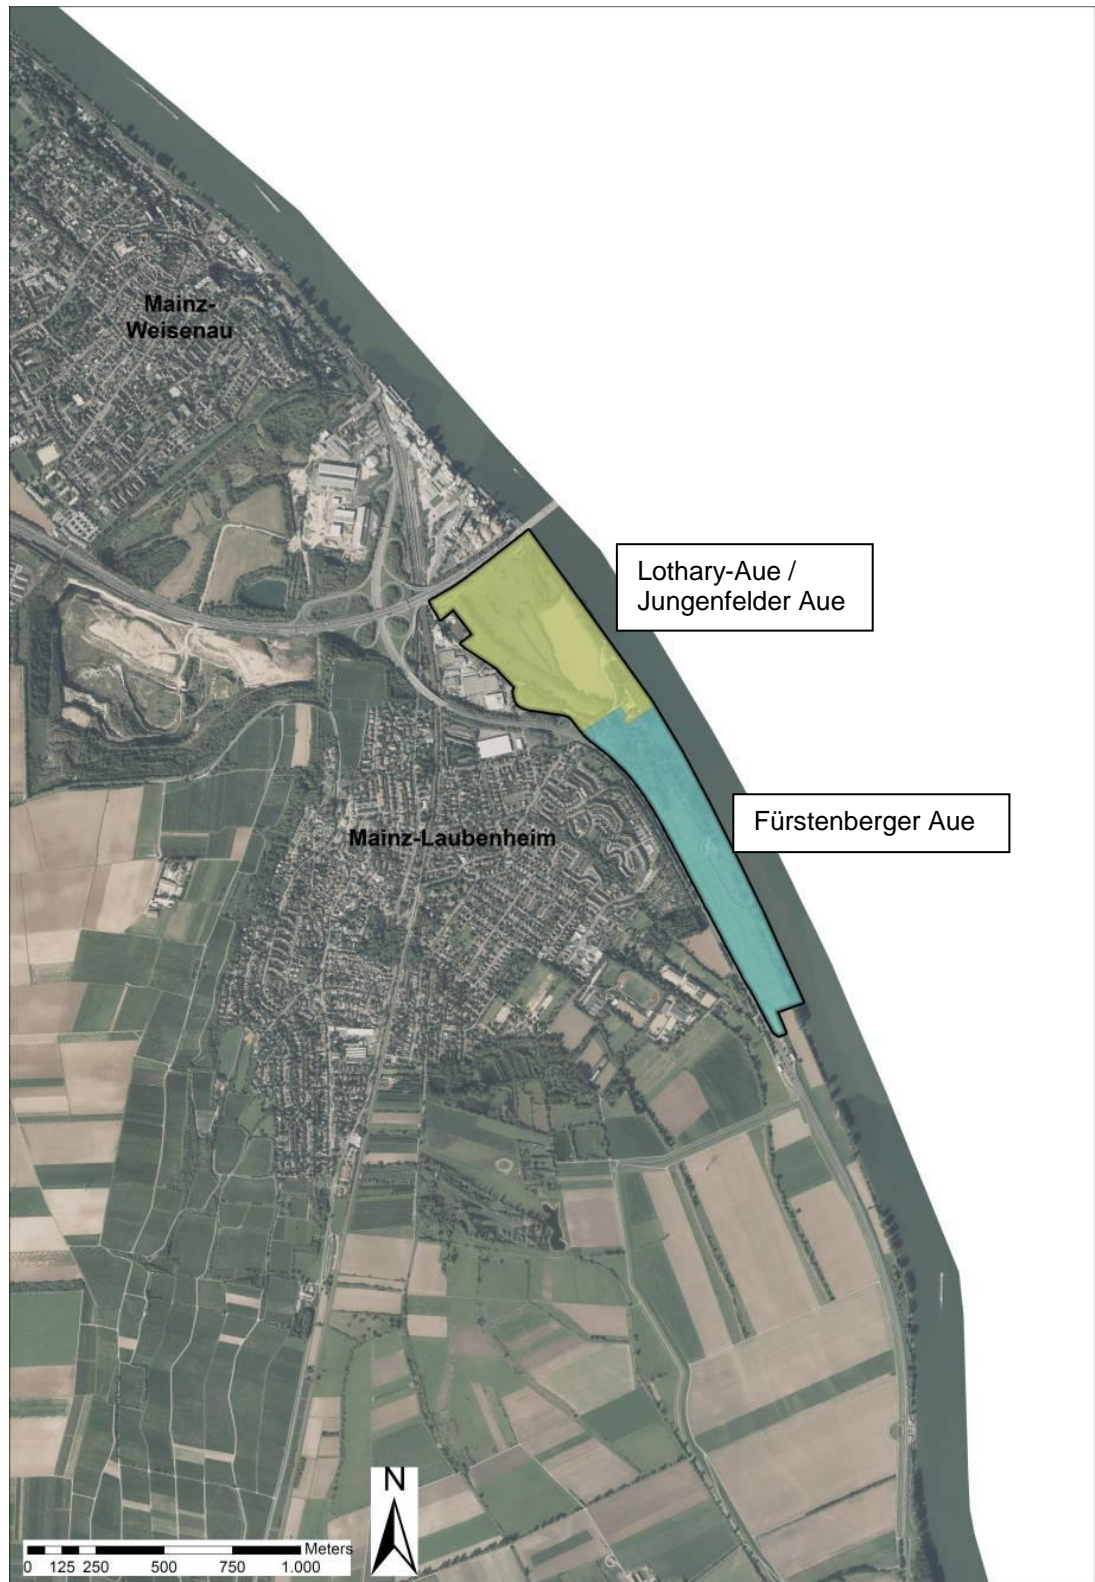 Mainz-
Weisenau
Lothary-Aue /
Jungenfelder Aue
Fürstenberger Aue
Mainz-Laubenheim
N
Meters
0 125 250 500 750 1.000